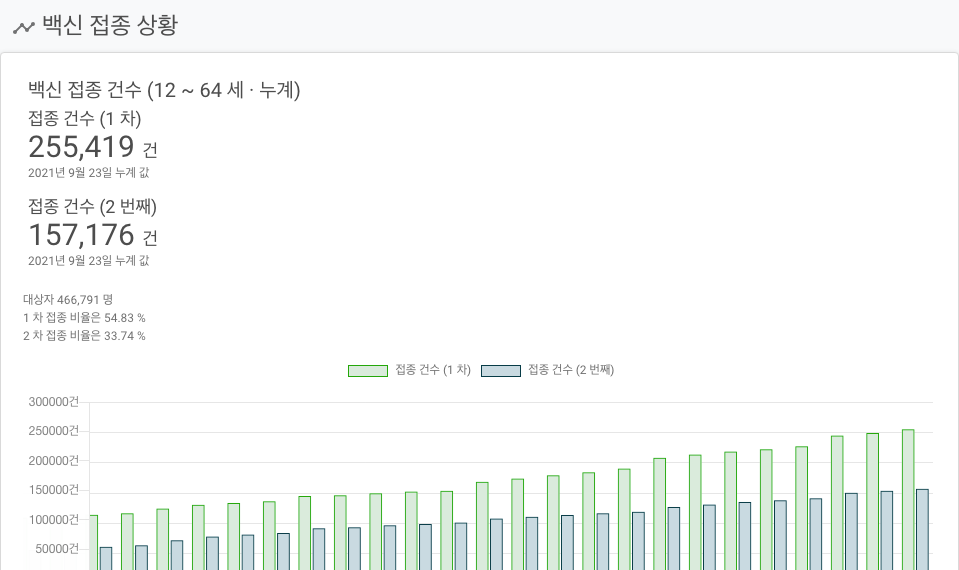 백신 접종 상황
백신 접종 건수 (12 ~ 64 세 · 누계)
접종 건수 (1 차)
255,419 건
2021년 9월 23일 누계 값
접종 건수 (2 번째)
157,176 건
2021년 9월 23일 누계 값
대상자 466,791 명
1 차 접종 비율은 54.83 %
2 차 접종 비율은 33.74 %
접종 건수 (1 차) 접종 건수 (2 번째)
300000건
250000건
200000건
150000건
100000건
50000건